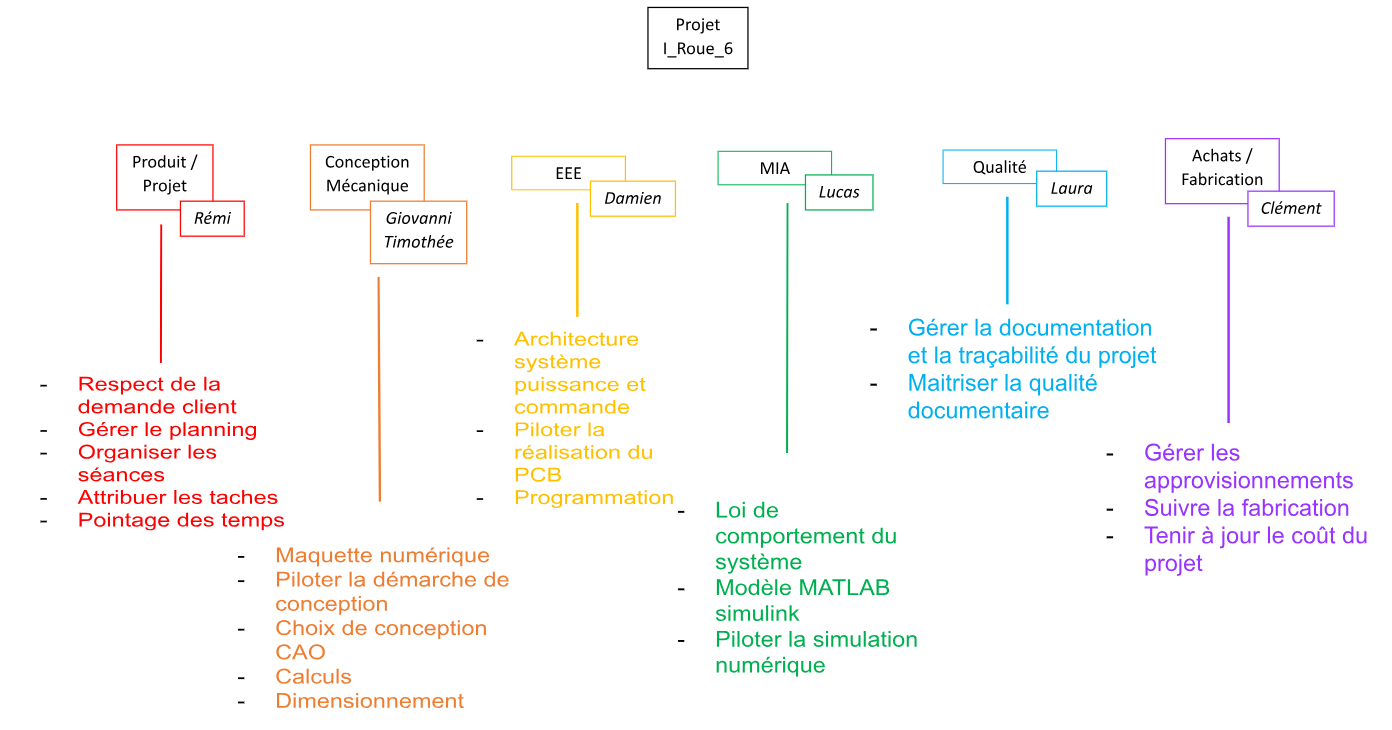 Projet
I_Roue_6
Produit /
Projet
Rémi
- Respect de la
demande client
- Gérer le planning
- Organiser les
séances
- Attribuer les taches
- Pointage des temps
Conception
Mécanique
Giovanni
Timothée
- Maquette numérique
- Piloter la démarche de
conception
- Choix de conception
CAO
- Calculs
- Dimensionnement
EEE
Damien
- Architecture
système
puissance et
commande
- Piloter la
réalisation du
PCB
- Programmation
MIA
Lucas
- Loi de
comportement du
système
- Modèle MATLAB
simulink
- Piloter la simulation
numérique
Qualité
Laura
- Gérer la documentation
et la traçabilité du projet
- Maitriser la qualité
documentaire
Achats /
Fabrication
Clément
- Gérer les
approvisionnements
- Suivre la fabrication
- Tenir à jour le coût du
projet